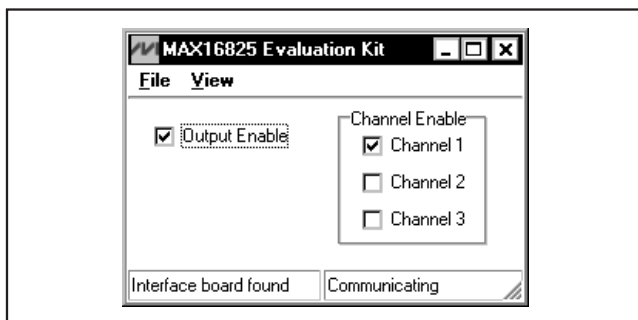 MAX16825 Evaluation Kit
File View
Output Enable
Channel Enable
Channel 1
Channel 2
Channel 3
Interface board found
Communicating